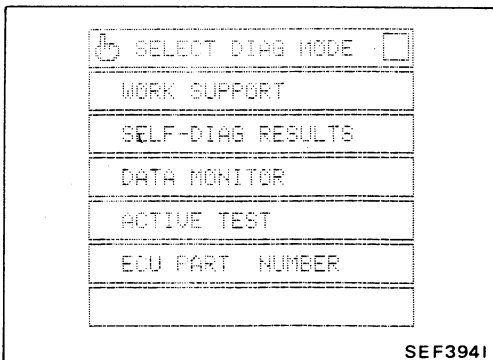 SELECT DIAG MODE
WORK SUPPORT
SELF-DIAG RESULTS
DATA MONITOR
ACTIVE TEST
ECU PART NUMBER
SEF394I